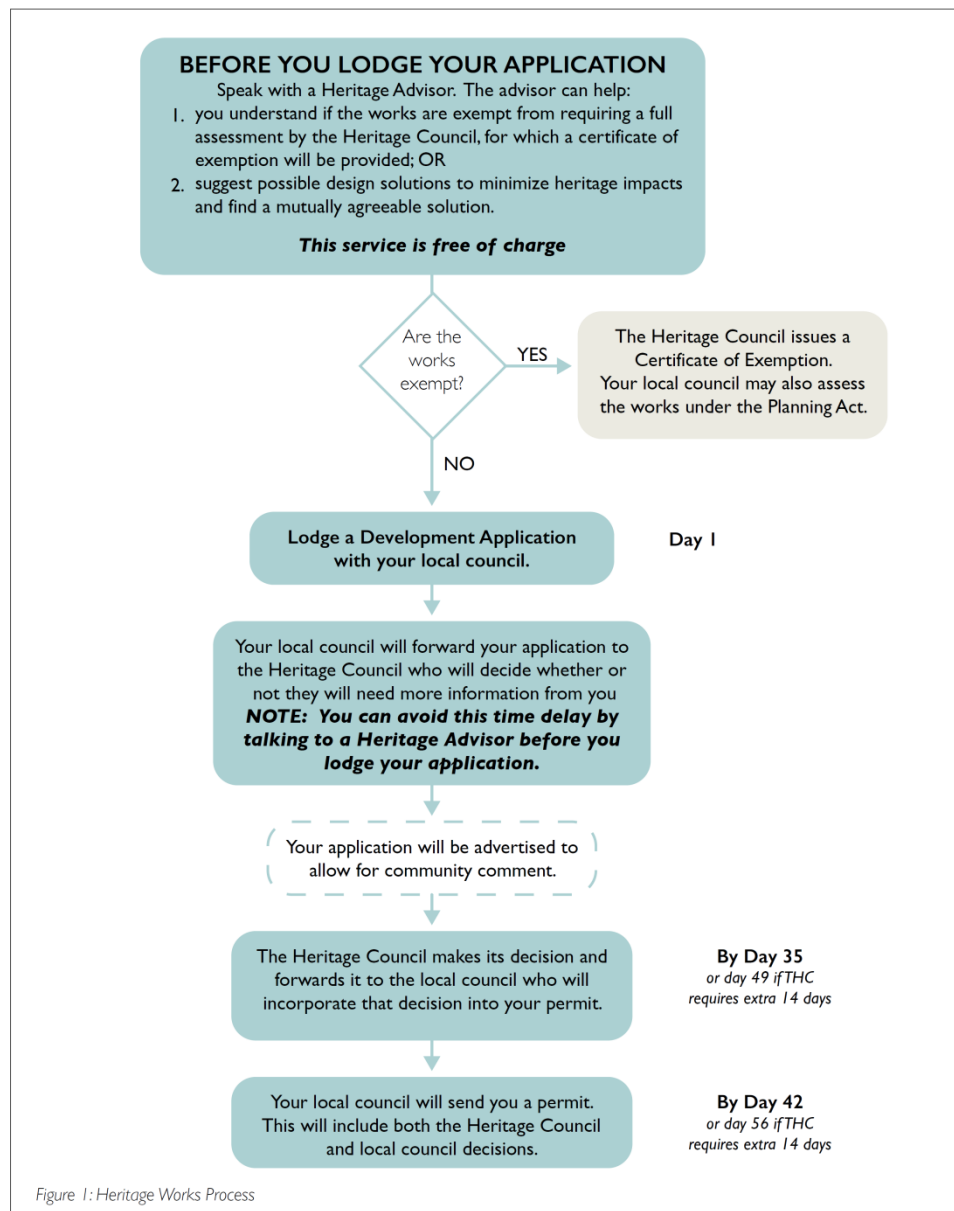 BEFORE YOU LODGE YOUR APPLICATION
Speak with a Heritage Advisor. The advisor can help:
1. you understand if the works are exempt from requiring a full
assessment by the Heritage Council, for which a certificate of
exemption will be provided; OR
2. suggest possible design solutions to minimize heritage impacts
and find a mutually agreeable solution.
This service is free of charge
Are the
works
exempt?
YES
The Heritage Council issues a
Certificate of Exemption.
Your local council may also assess
the works under the Planning Act.
NO
Lodge a Development Application
with your local council.
Day 1
Your local council will forward your application to
the Heritage Council who will decide whether or
not they will need more information from you
NOTE: You can avoid this time delay by
talking to a Heritage Advisor before you
lodge your application.
Your application will be advertised to
allow for community comment.
The Heritage Council makes its decision and
forwards it to the local council who will
incorporate that decision into your permit.
By Day 35
or day 49 if THC
requires extra 14 days
Your local council will send you a permit.
This will include both the Heritage Council
and local council decisions.
By Day 42
or day 56 if THC
requires extra 14 days
Figure 1: Heritage Works Process